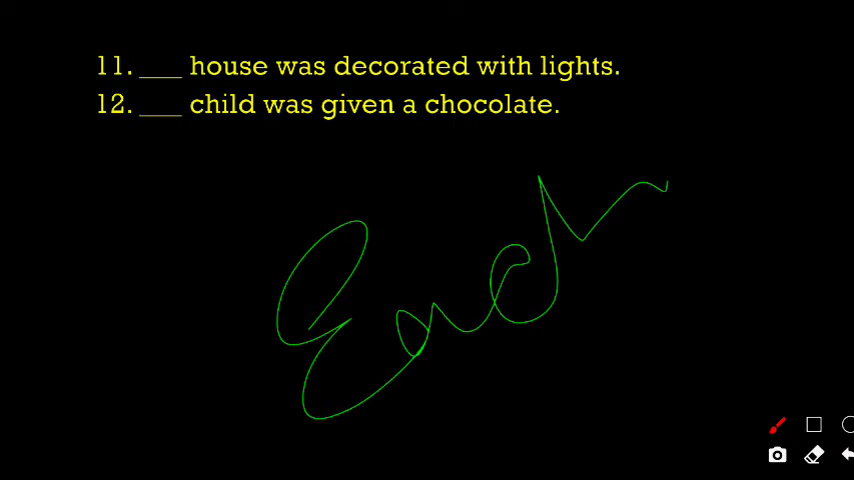 11. ___ house was decorated with lights.
12. ___ child was given a chocolate.
Each